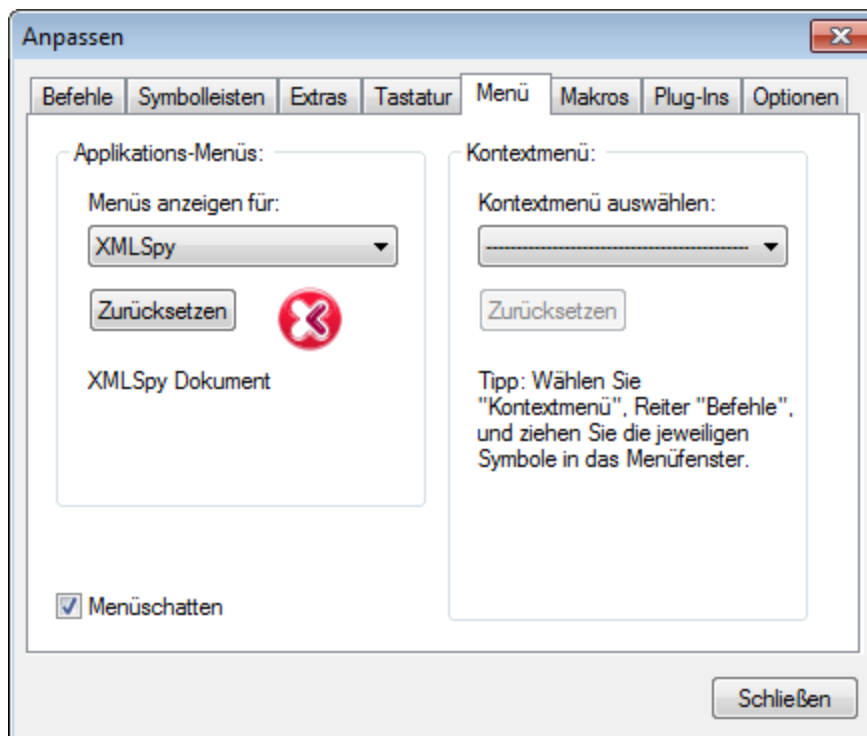 Anpassen
Befehle Symbolleisten Extras Tastatur Menü Makros Plug-Ins Optionen
Applikations-Menüs:
Menüs anzeigen für:
XMLSpy
Zurücksetzen
XMLSpy Dokument
Kontextmenü:
Kontextmenü auswählen:
Zurücksetzen
Tipp: Wählen Sie
"Kontextmenü", Reiter "Befehle",
und ziehen Sie die jeweiligen
Symbole in das Menüfenster.
Menüschatten
Schließen